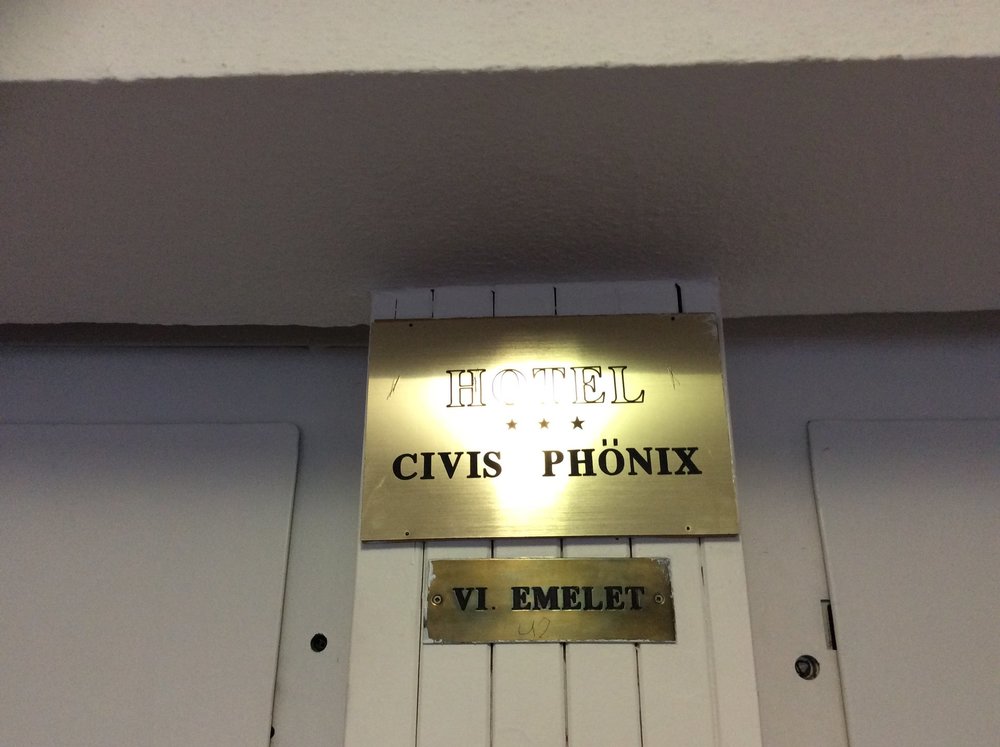 HOTEL
★ ★ ★
CIVIS PHÖNIX
VI. EMELET